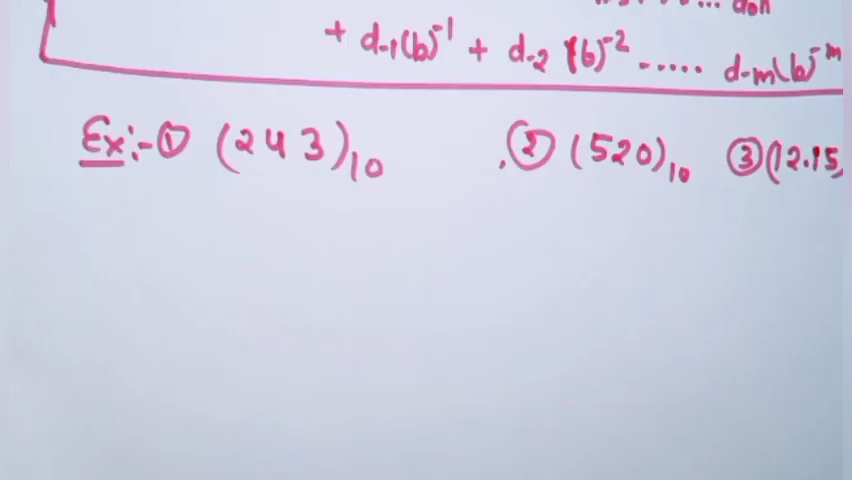 + d-1(b)^-1 + d-2 (b)^-2 ..... d-m(b)^-m
Ex:- ① (243)10 , ② (520)10 ③ (12.15)